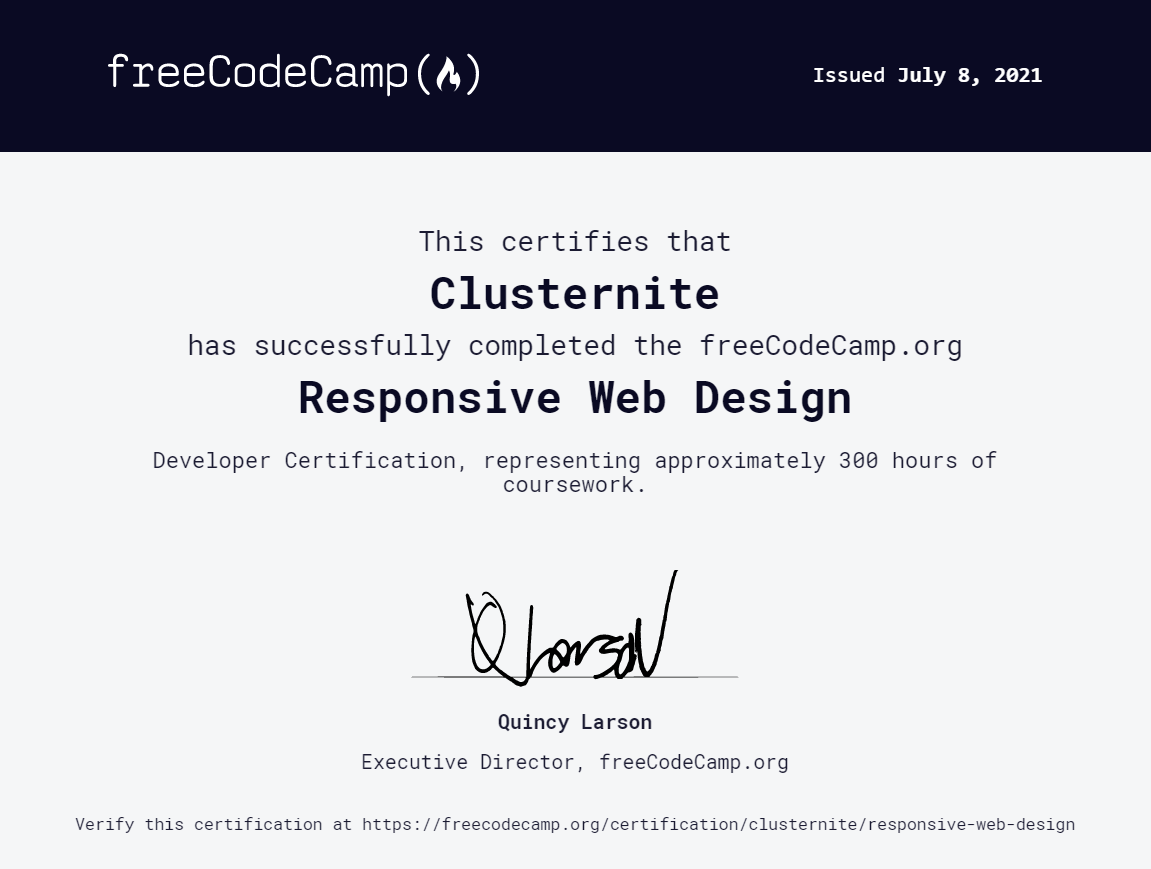 freeCodeCamp
Issued July 8, 2021
This certifies that
Clusternite
has successfully completed the freeCodeCamp.org
Responsive Web Design
Developer Certification, representing approximately 300 hours of
coursework.
Q Larson
Quincy Larson
Executive Director, freeCodeCamp.org
Verify this certification at https://freecodecamp.org/certification/clusternite/responsive-web-design